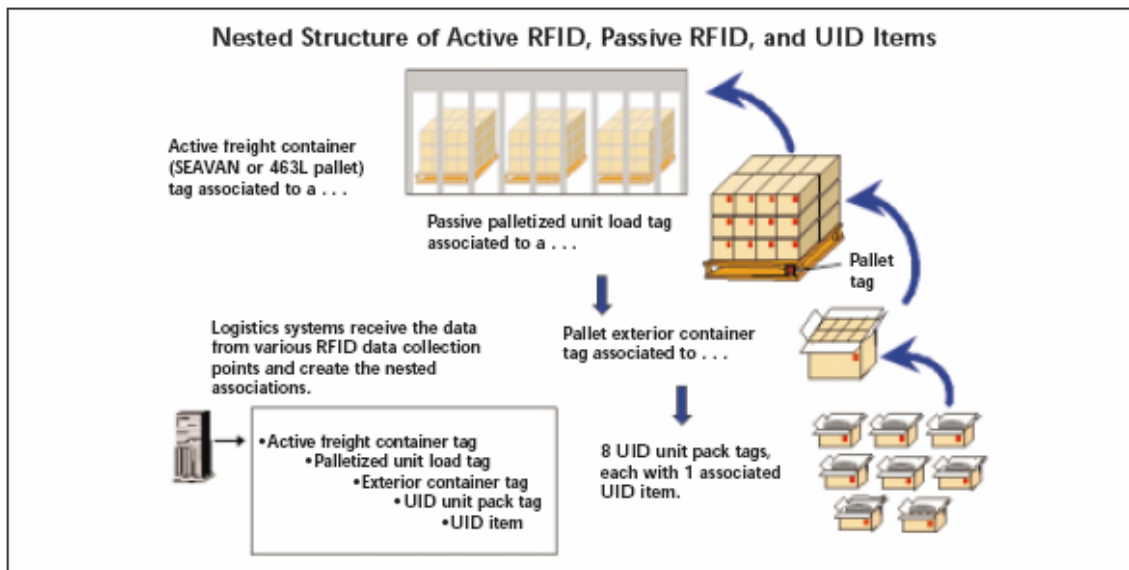 Nested Structure of Active RFID, Passive RFID, and UID Items
Active freight container
(SEAVAN or 463L pallet)
tag associated to a . . .
Passive palletized unit load tag
associated to a . . .
Pallet
tag
Pallet exterior container
tag associated to . . .
Logistics systems receive the data
from various RFID data collection
points and create the nested
associations.
•Active freight container tag
•Palletized unit load tag
•Exterior container tag
•UID unit pack tag
•UID item
8 UID unit pack tags,
each with 1 associated
UID item.